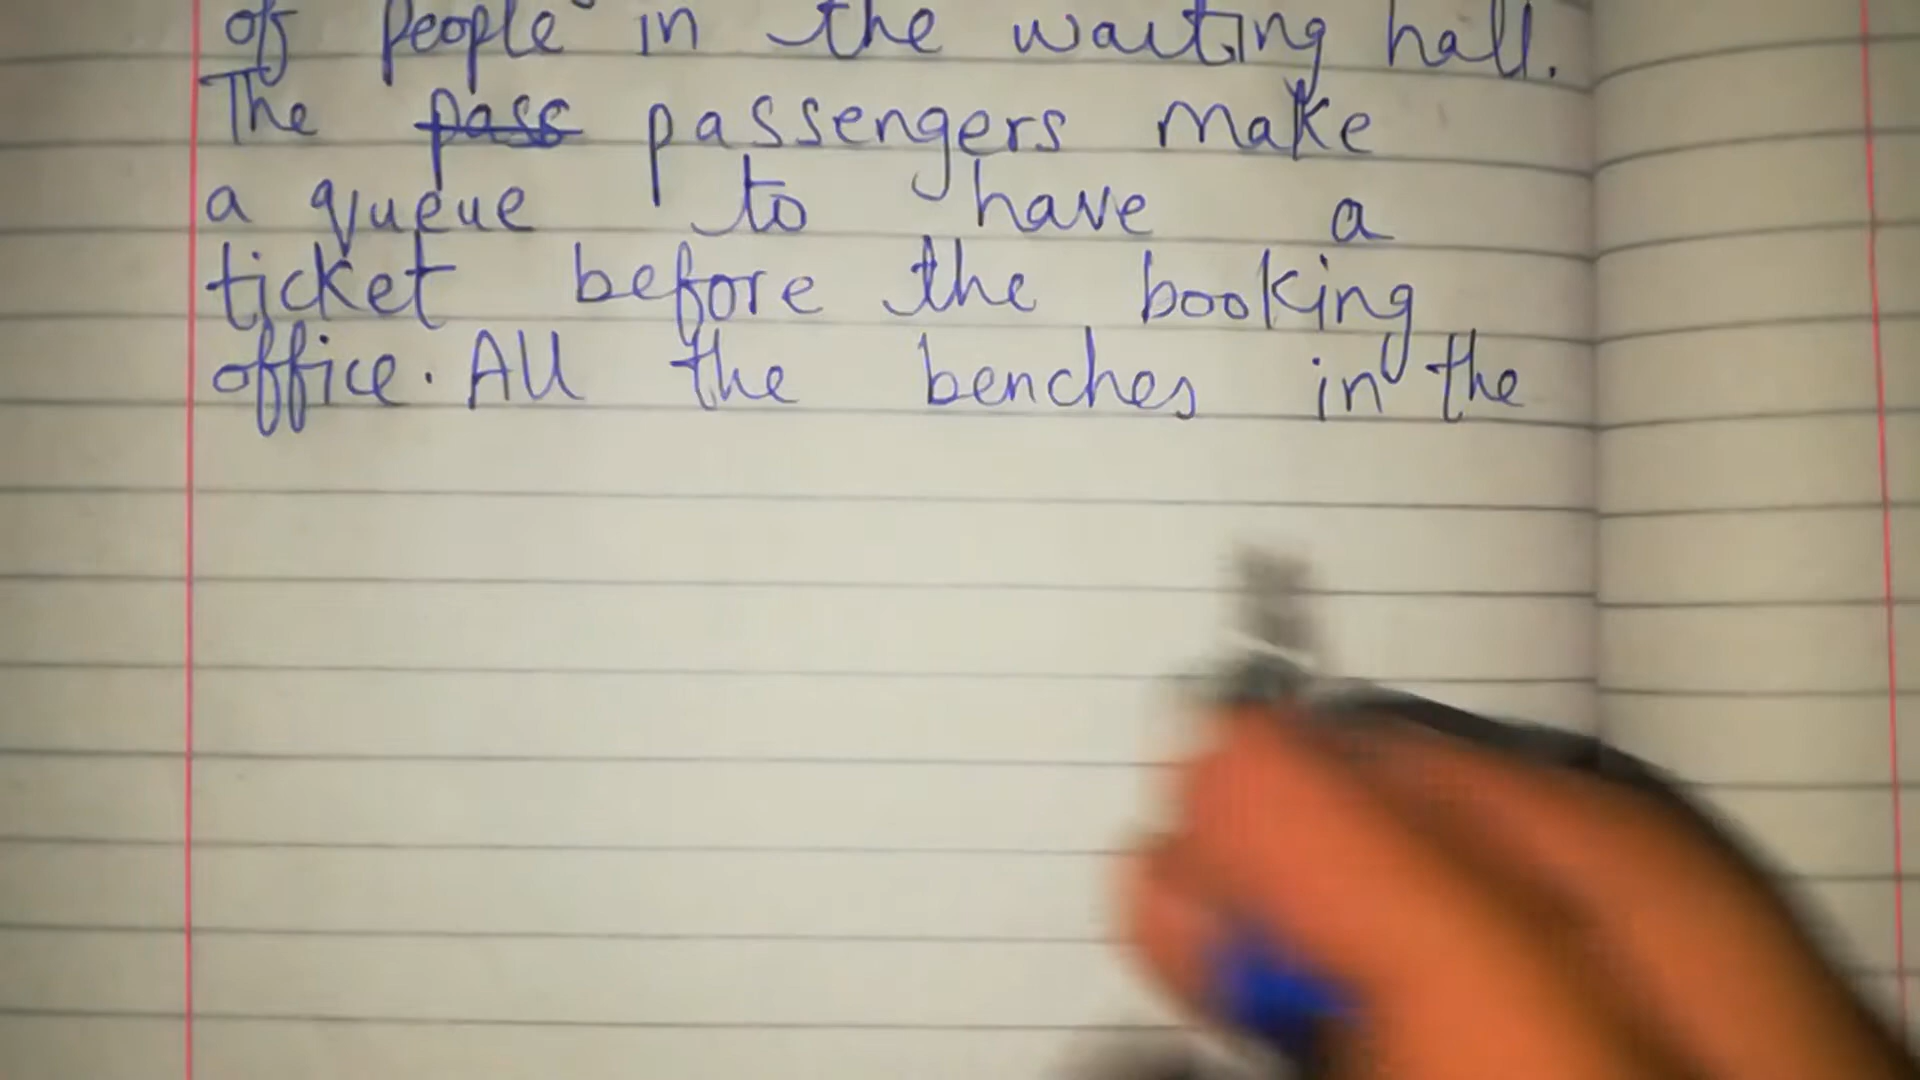 of people in the waiting hall.
The pass passengers make
a queue to have a
ticket before the booking
office. All the benches in the